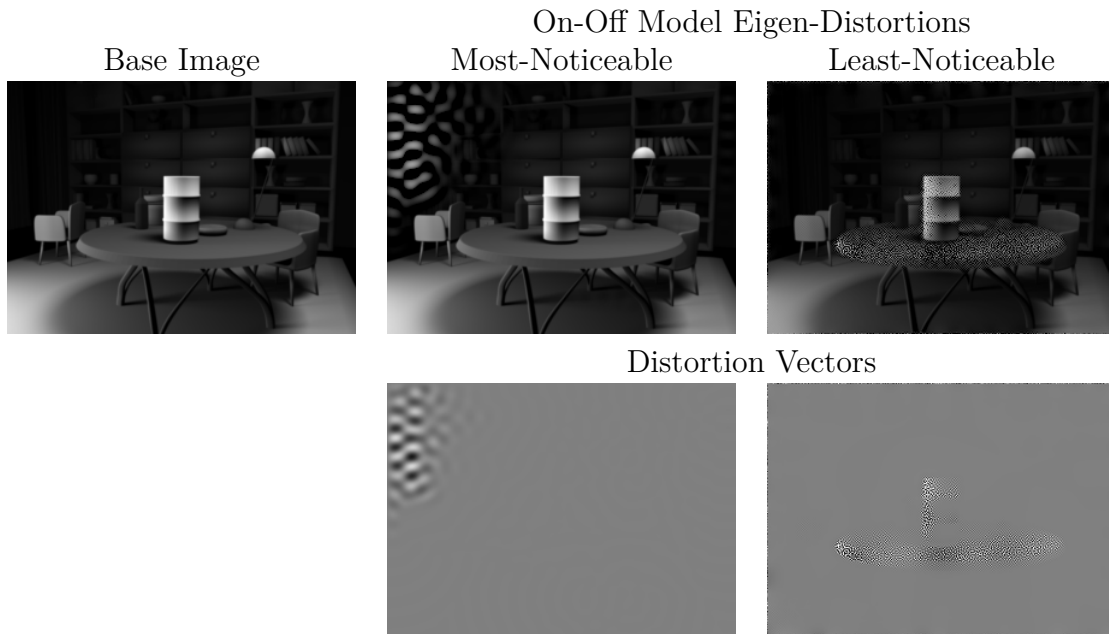 On-Off Model Eigen-Distortions
Base Image
Most-Noticeable
Least-Noticeable
Distortion Vectors